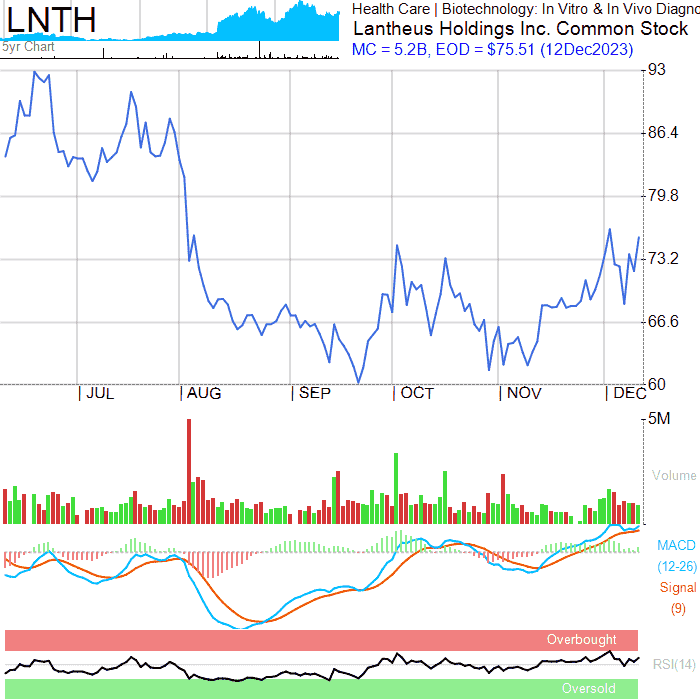 LNTH
5yr Chart
Health Care | Biotechnology: In Vitro & In Vivo Diagno
Lantheus Holdings Inc. Common Stock
MC = 5.2B, EOD = $75.51 (12Dec2023)
93
86.4
79.8
73.2
66.6
60
JUL AUG SEP OCT NOV DEC
5M
Volume
MACD
(12-26)
Signal
(9)
Overbought
RSI(14)
Oversold